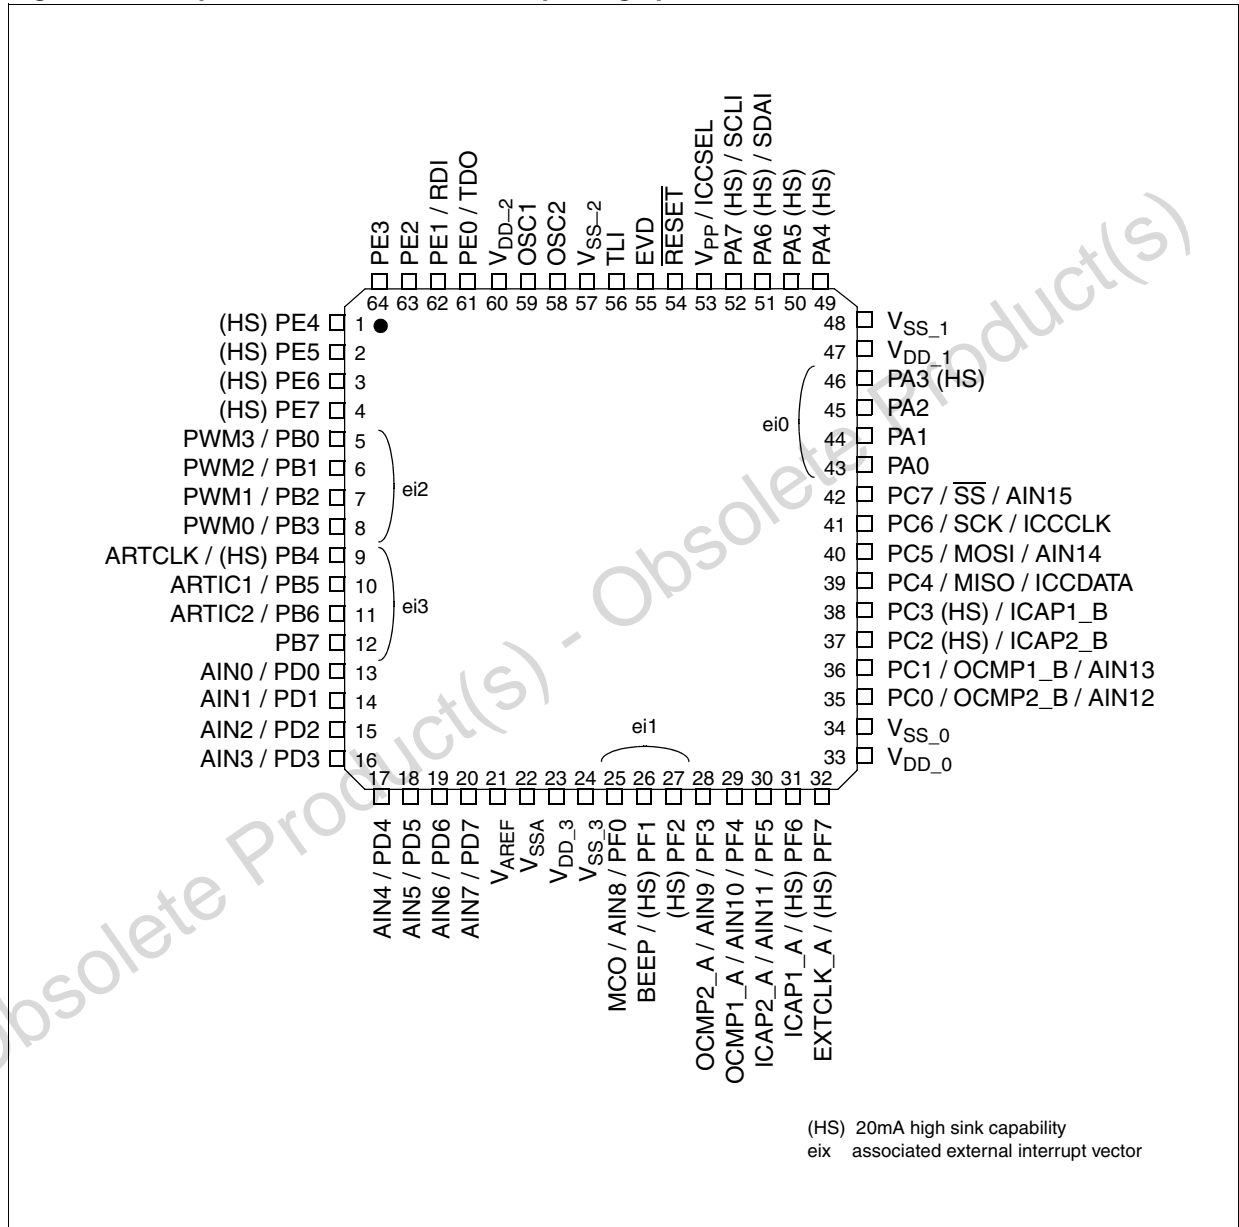 PE3
PE2
PE1 / RDI
PE0 / TDO
VDD_2
OSC1
OSC2
VSS_2
TLI
EVD
RESET
VPP / ICCSEL
PA7 (HS) / SCLI
PA6 (HS) / SDAI
PA5 (HS)
PA4 (HS)
64 63 62 61 60 59 58 57 56 55 54 53 52 51 50 49
(HS) PE4 1
(HS) PE5 2
(HS) PE6 3
(HS) PE7 4
PWM3 / PB0 5
PWM2 / PB1 6
PWM1 / PB2 7
PWM0 / PB3 8
ei2
ARTCLK / (HS) PB4 9
ARTIC1 / PB5 10
ARTIC2 / PB6 11
PB7 12
ei3
AIN0 / PD0 13
AIN1 / PD1 14
AIN2 / PD2 15
AIN3 / PD3 16
48 VSS_1
47 VDD_1
46 PA3 (HS)
45 PA2
44 PA1
43 PA0
ei0
42 PC7 / SS / AIN15
41 PC6 / SCK / ICCCLK
40 PC5 / MOSI / AIN14
39 PC4 / MISO / ICCDATA
38 PC3 (HS) / ICAP1_B
37 PC2 (HS) / ICAP2_B
36 PC1 / OCMP1_B / AIN13
35 PC0 / OCMP2_B / AIN12
34 VSS_0
33 VDD_0
ei1
17 18 19 20 21 22 23 24 25 26 27 28 29 30 31 32
AIN4 / PD4
AIN5 / PD5
AIN6 / PD6
AIN7 / PD7
VAREF
VSSA
VDD_3
VSS_3
MCO / AIN8 / PF0
BEEP / (HS) PF1
(HS) PF2
OCMP2_A / AIN9 / PF3
OCMP1_A / AIN10 / PF4
ICAP2_A / AIN11 / PF5
ICAP1_A / (HS) PF6
EXTCLK_A / (HS) PF7
(HS) 20mA high sink capability
eix associated external interrupt vector
Obsolete Product(s) - Obsolete Product(s)